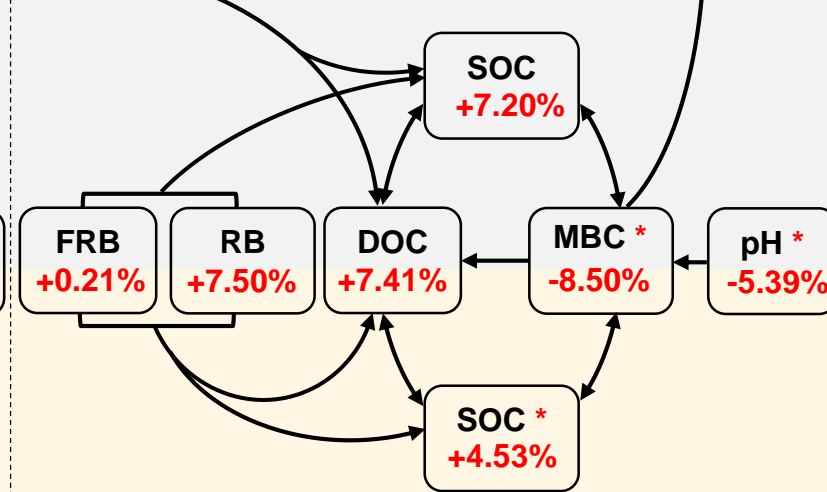 SOC
+7.20%
FRB
+0.21%
RB
+7.50%
DOC
+7.41%
MBC *
-8.50%
pH *
-5.39%
SOC *
+4.53%